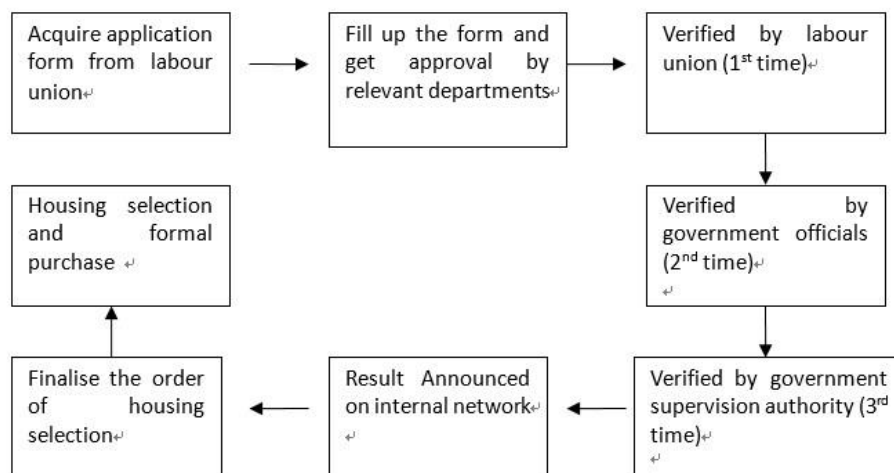 Acquire application
form from labour
union↵
Fill up the form and
get approval by
relevant departments↵
Verified by labour
union (1st time)↵
Verified by
government officials
(2nd time)↵
↵
Verified by government
supervision authority (3rd
time)↵
↵
Result Announced
on internal network↵
↵
Finalise the order
of housing
selection↵
Housing selection
and formal
purchase ↵